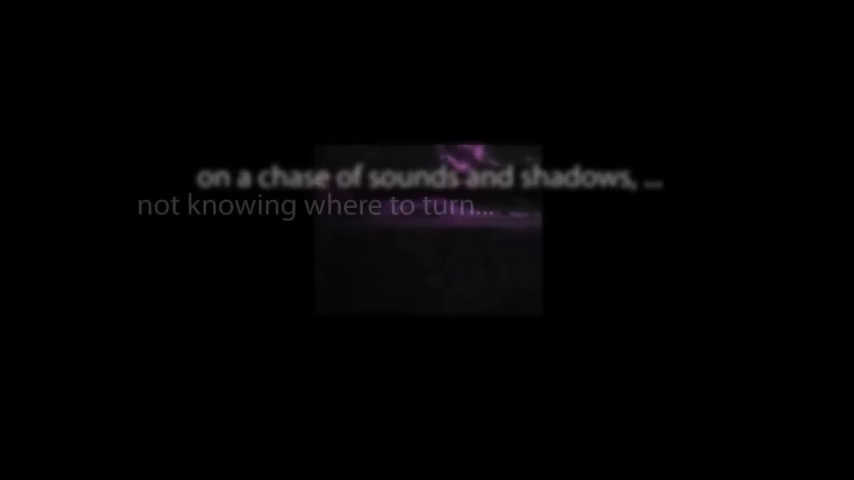 on a chase of sounds and shadows, ...
not knowing where to turn...